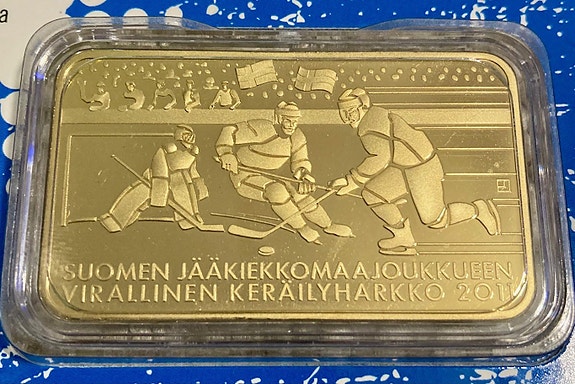 a
SUOMEN JÄÄKIEKKOMAAJOUKKUEEN
VIRALLINEN KERÄILYHARKKO 2011